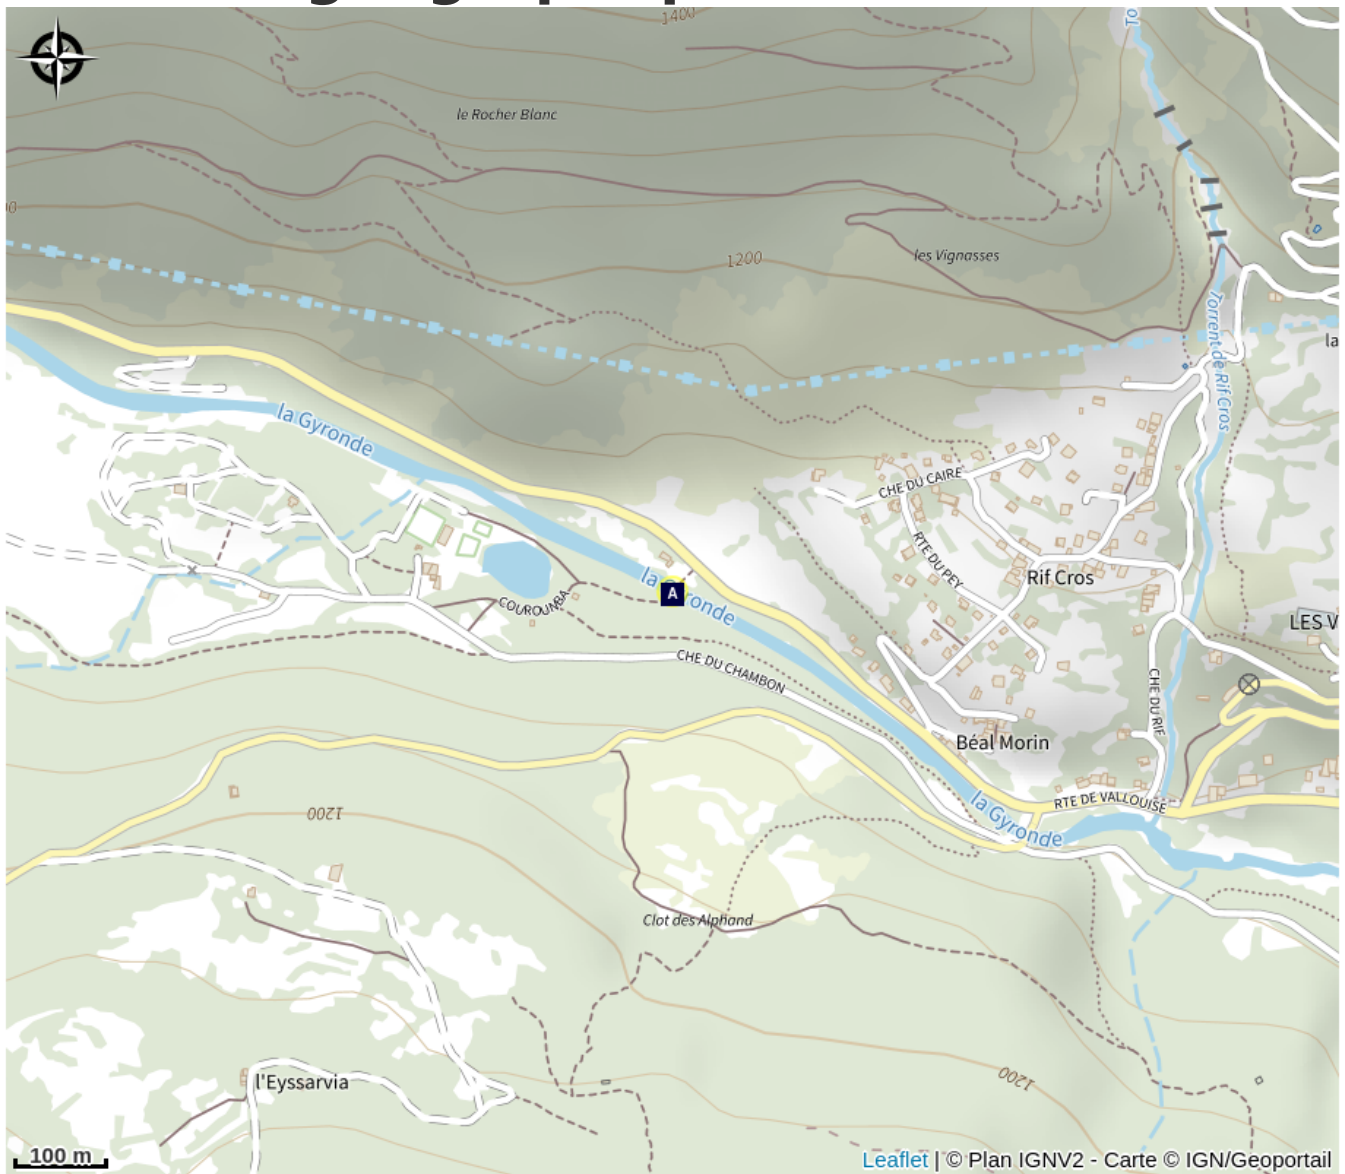 1400
le Rocher Blanc
1200
les Vignasses
Torrent de Rif Cros
la
la Gyronde
CHE DU CAIRE
RTE DU PEY
Rif Cros
la Gyronde
A
COUROUNBA
LES V
CHE DU CHAMBON
CHE DU RIF
Béal Morin
RTE DE VALLOUISE
la Gyronde
1200
Clot des Alphand
1200
l'Eyssarvia
100 m
Leaflet | © Plan IGNV2 - Carte © IGN/Geoportail